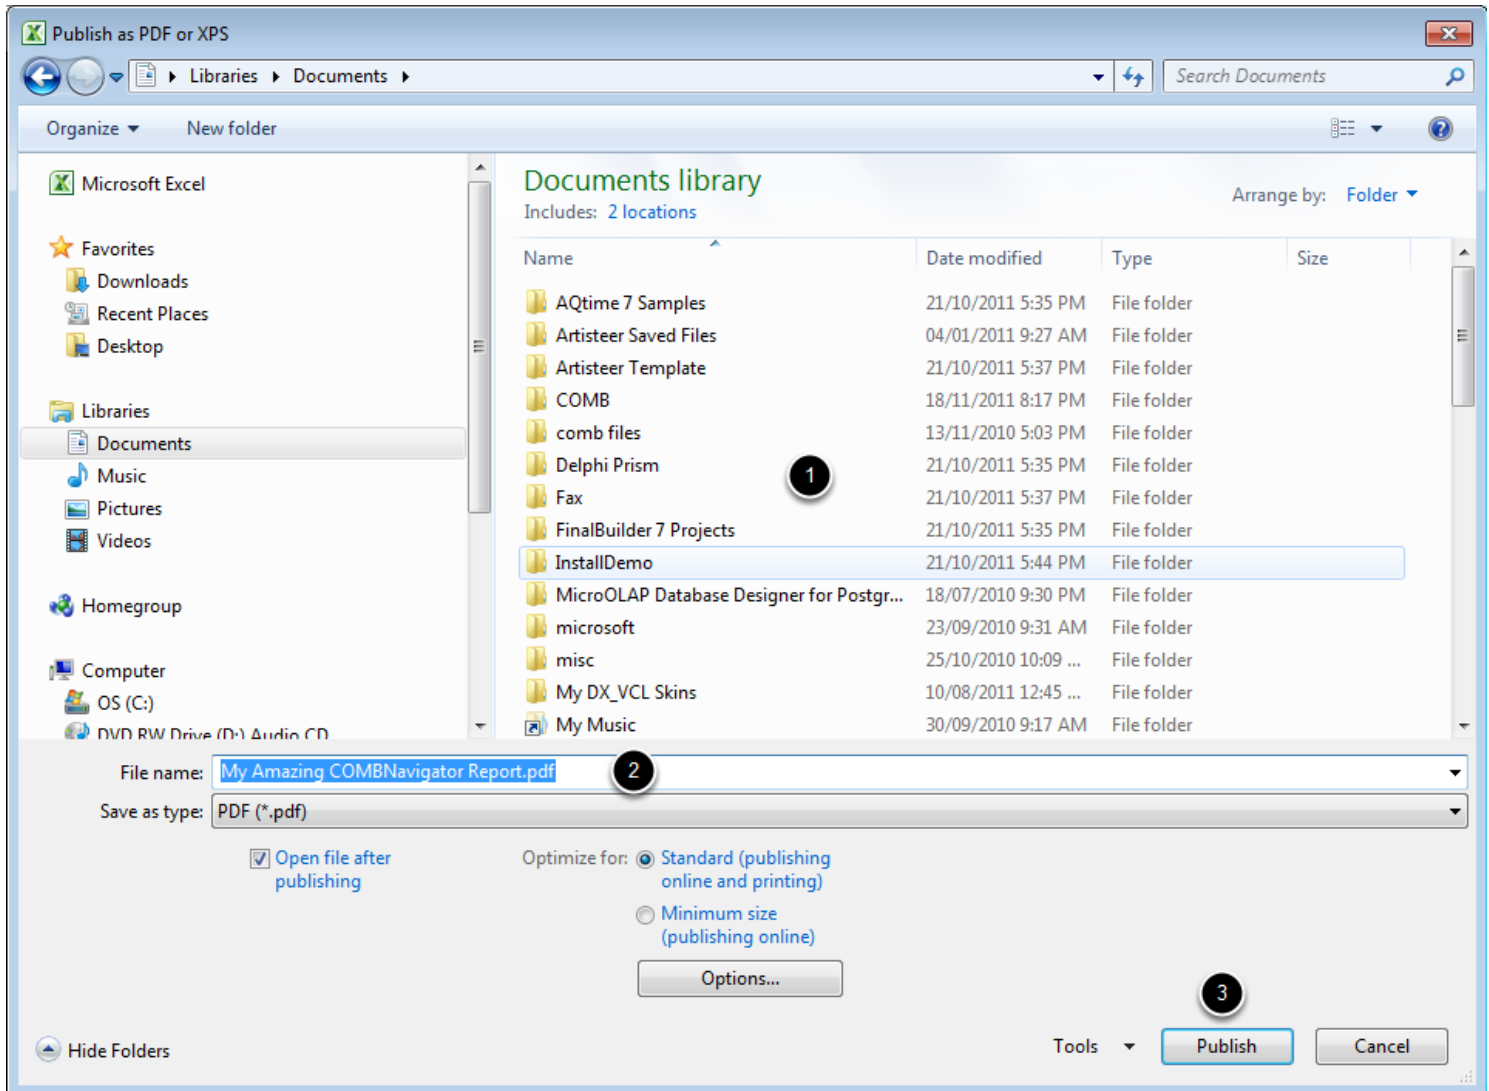 Publish as PDF or XPS
Libraries Documents
Search Documents
Organize
New folder
Microsoft Excel
Favorites
Downloads
Recent Places
Desktop
Libraries
Documents
Music
Pictures
Videos
Homegroup
Computer
OS (C:)
DVD RW Drive (D:) Audio CD
Documents library
Includes: 2 locations
Arrange by: Folder
Name Date modified Type Size
AQtime 7 Samples 21/10/2011 5:35 PM File folder
Artisteer Saved Files 04/01/2011 9:27 AM File folder
Artisteer Template 21/10/2011 5:37 PM File folder
COMB 18/11/2011 8:17 PM File folder
comb files 13/11/2010 5:03 PM File folder
Delphi Prism 21/10/2011 5:35 PM File folder
1
Fax 21/10/2011 5:37 PM File folder
FinalBuilder 7 Projects 21/10/2011 5:35 PM File folder
InstallDemo 21/10/2011 5:44 PM File folder
MicroOLAP Database Designer for Postgr... 18/07/2010 9:30 PM File folder
microsoft 23/09/2010 9:31 AM File folder
misc 25/10/2010 10:09 ... File folder
My DX_VCL Skins 10/08/2011 12:45 ... File folder
My Music 30/09/2010 9:17 AM File folder
File name: My Amazing COMBNavigator Report.pdf
2
Save as type: PDF (*.pdf)
Open file after
publishing
Optimize for: Standard (publishing
online and printing)
Minimum size
(publishing online)
Options...
3
Hide Folders
Tools
Publish
Cancel